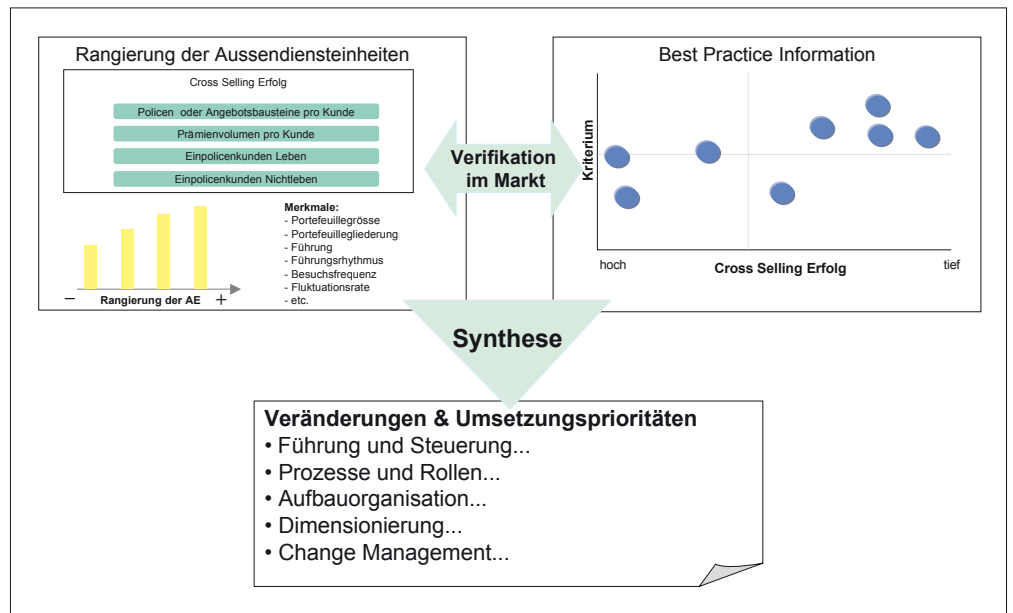 Rangierung der Aussendiensteinheiten
Cross Selling Erfolg
Policen oder Angebotsbausteine pro Kunde
Prämienvolumen pro Kunde
Einpolicenkunden Leben
Einpolicenkunden Nichtleben
Merkmale:
- Portefeuillegrösse
- Portefeuillegliederung
- Führung
- Führungsrhythmus
- Besuchsfrequenz
- Fluktuationsrate
- etc.
– Rangierung der AE +
Verifikation
im Markt
Best Practice Information
Kriterium
hoch Cross Selling Erfolg tief
Synthese
Veränderungen & Umsetzungsprioritäten
• Führung und Steuerung...
• Prozesse und Rollen...
• Aufbauorganisation...
• Dimensionierung...
• Change Management...